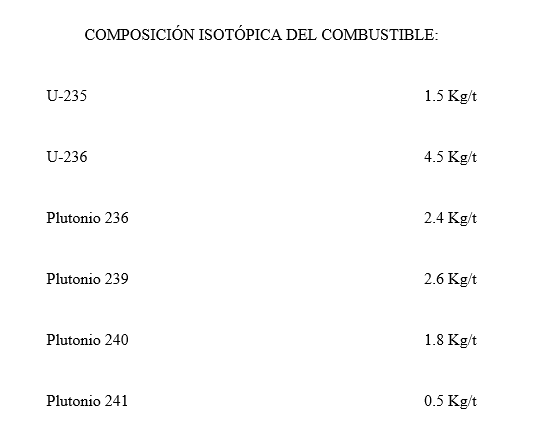 COMPOSICIÓN ISOTÓPICA DEL COMBUSTIBLE:
U-235 1.5 Kg/t
U-236 4.5 Kg/t
Plutonio 236 2.4 Kg/t
Plutonio 239 2.6 Kg/t
Plutonio 240 1.8 Kg/t
Plutonio 241 0.5 Kg/t